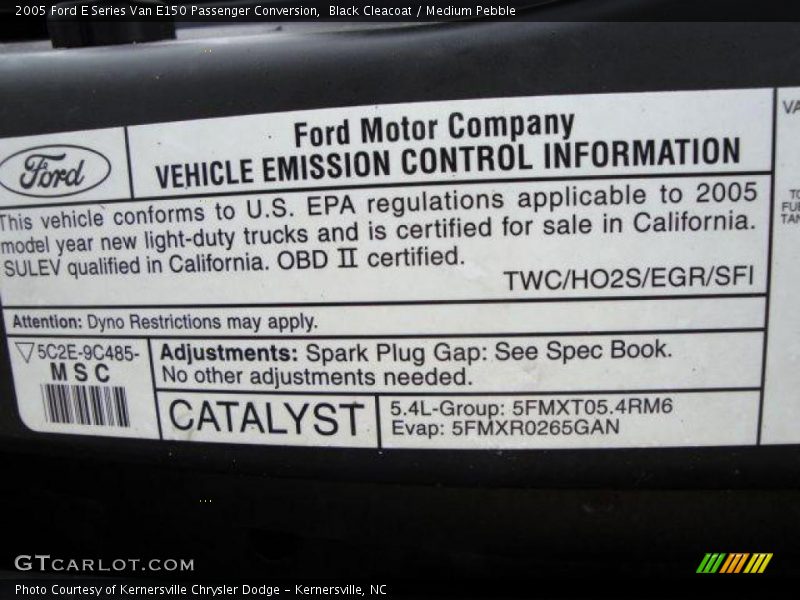 2005 Ford E Series Van E150 Passenger Conversion,  Black Cleacoat / Medium Pebble
Ford
Ford Motor Company
VEHICLE EMISSION CONTROL INFORMATION
This vehicle conforms to U.S. EPA regulations applicable to 2005
model year new light-duty trucks and is certified for sale in California.
SULEV qualified in California. OBD II certified.
TWC/HO2S/EGR/SFI
Attention: Dyno Restrictions may apply.
5C2E-9C485-
MSC
Adjustments: Spark Plug Gap: See Spec Book.
No other adjustments needed.
CATALYST
5.4L-Group: 5FMXT05.4RM6
Evap: 5FMXR0265GAN
GTCARLOT.COM
Photo Courtesy of Kernersville Chrysler Dodge - Kernersville, NC